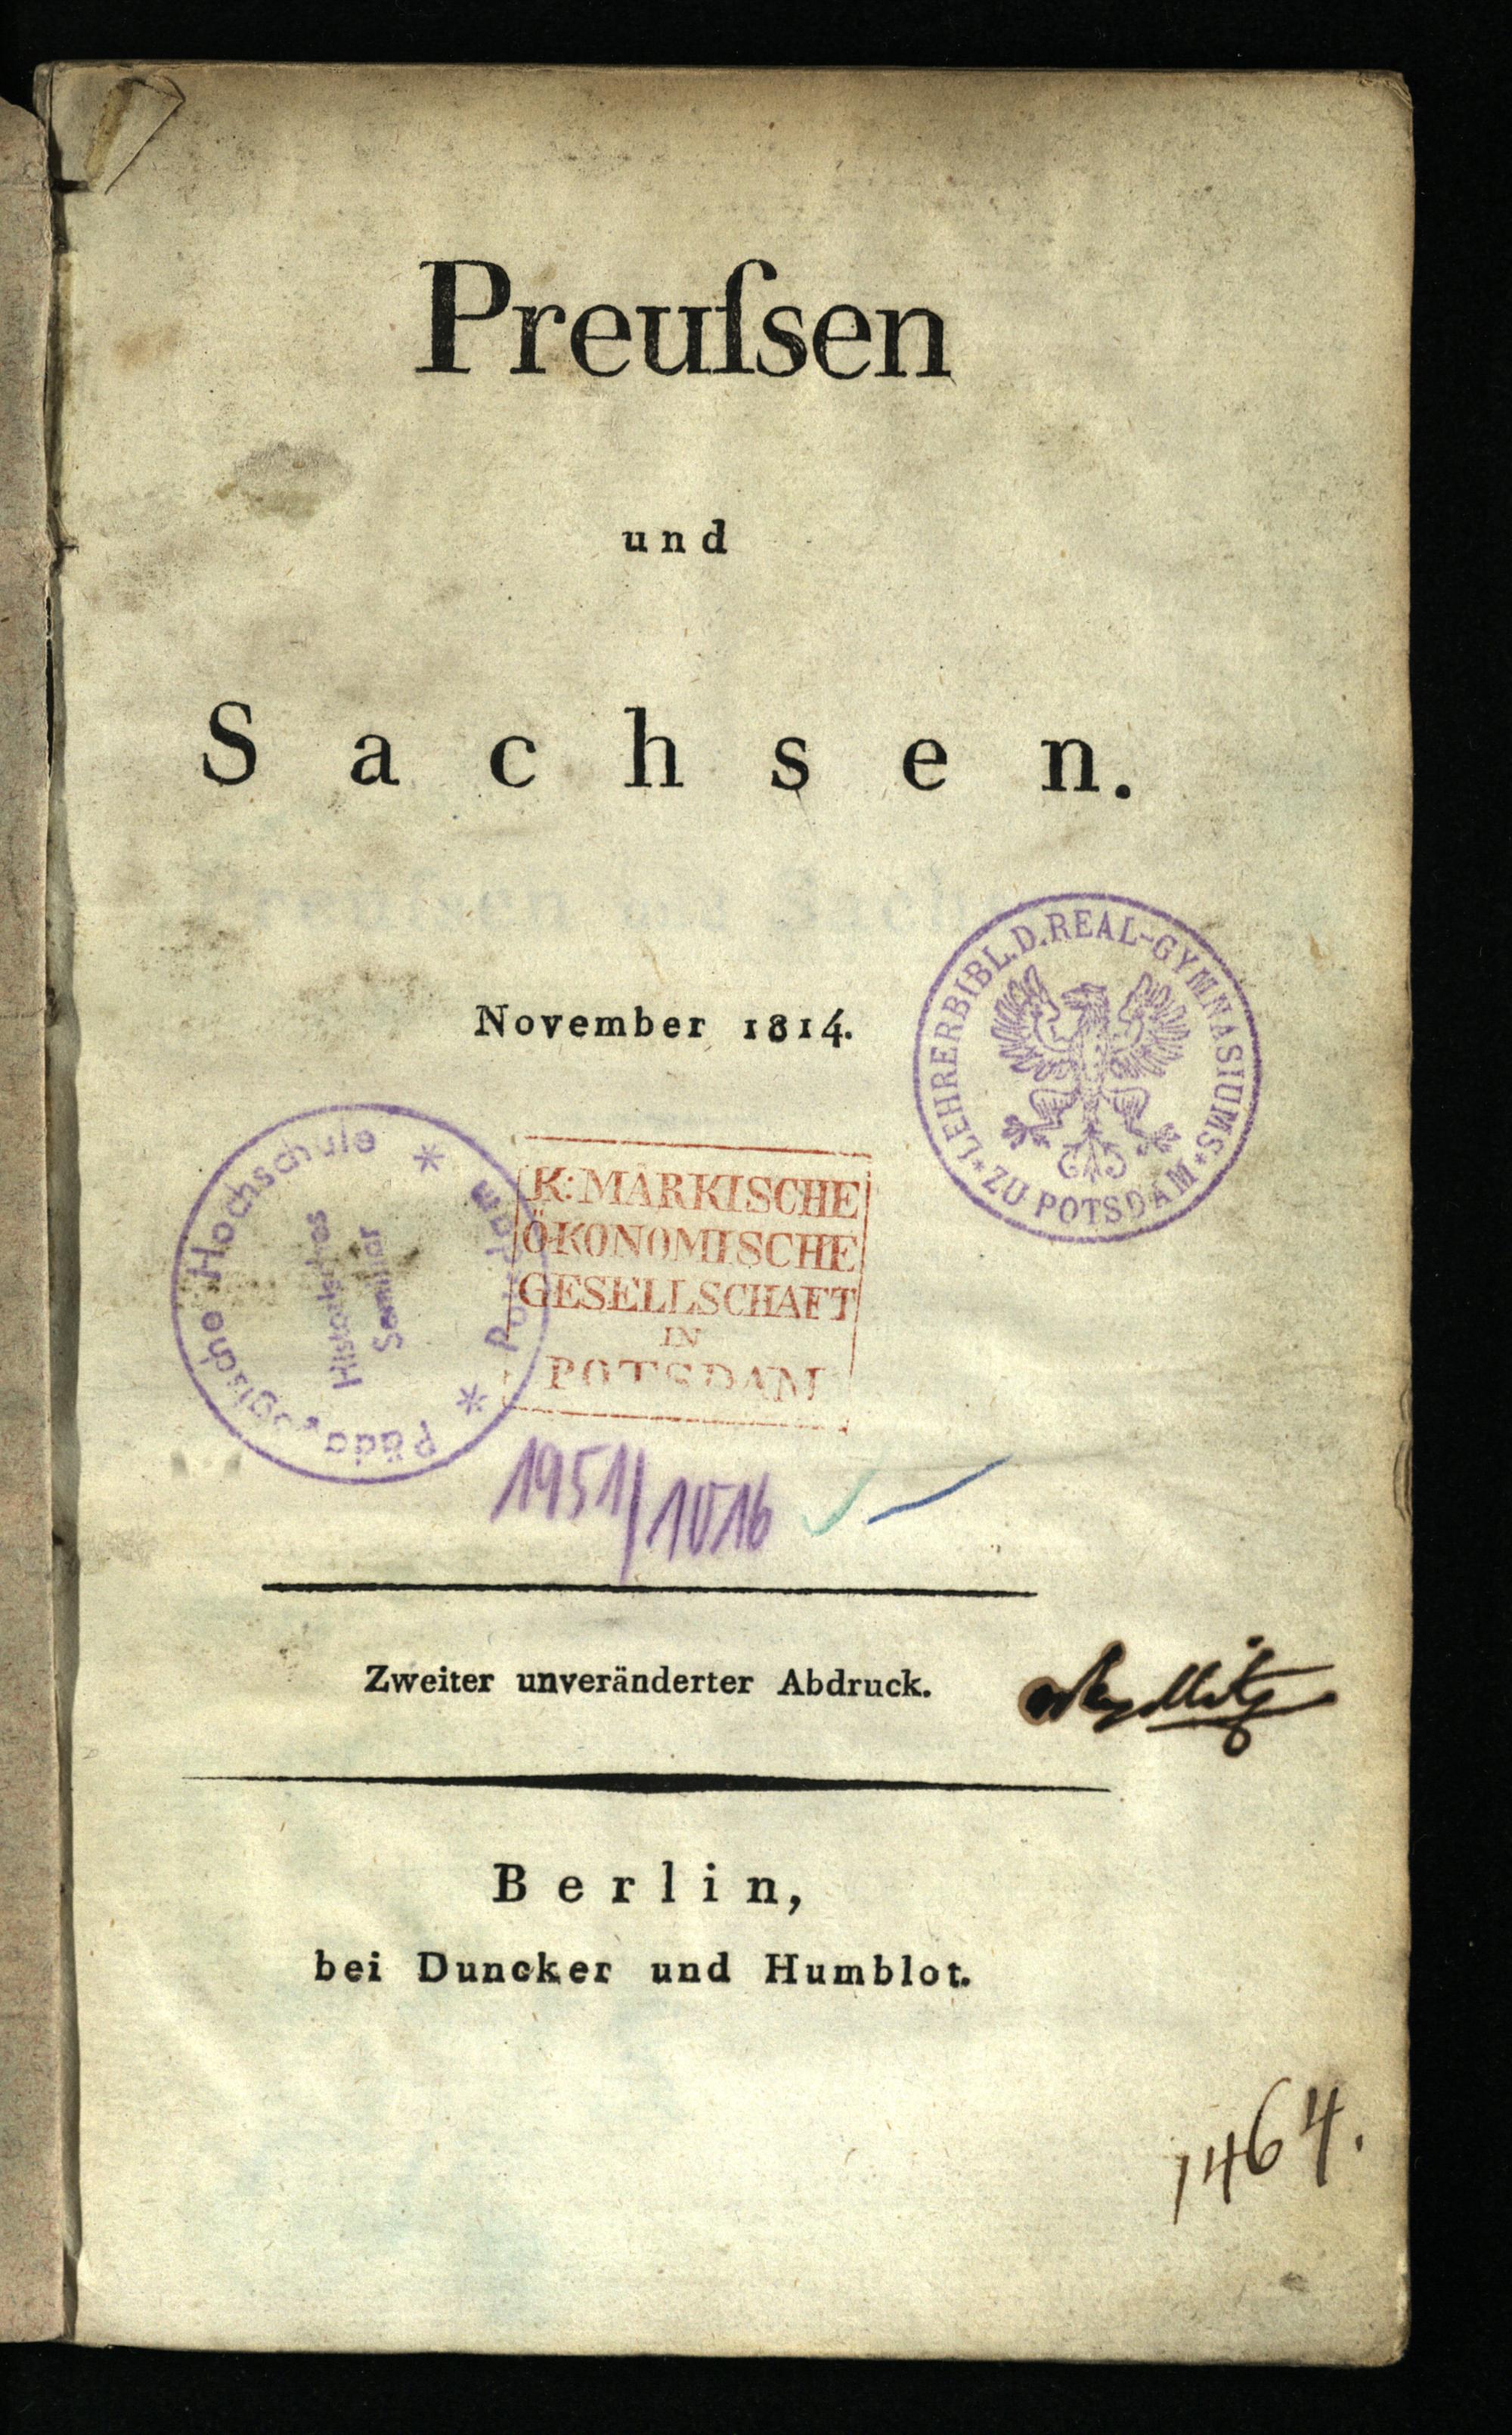 Preuſsen
und
Sachsen.
November 1814.
LEHRERBIBL. D. REAL-GYMNASIUMS
* ZU POTSDAM *
Pädagogische Hochschule
* Potsdam *
Historisches
Seminar
K: MÄRKISCHE
ÖKONOMISCHE
GESELLSCHAFT
IN
POTSDAM
1951/1016
Zweiter unveränderter Abdruck.
Berlin,
bei Duncker und Humblot.
1464.